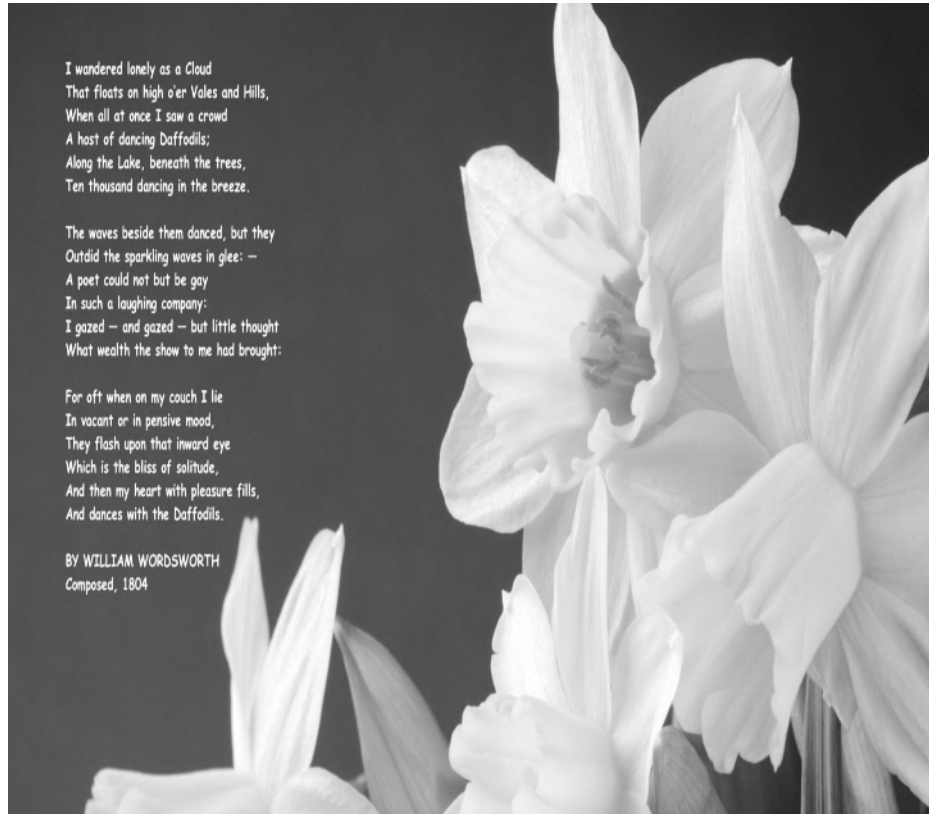 I wandered lonely as a Cloud
That floats on high o'er Vales and Hills,
When all at once I saw a crowd
A host of dancing Daffodils;
Along the Lake, beneath the trees,
Ten thousand dancing in the breeze.

The waves beside them danced, but they
Outdid the sparkling waves in glee: —
A poet could not but be gay
In such a laughing company:
I gazed — and gazed — but little thought
What wealth the show to me had brought:

For oft when on my couch I lie
In vacant or in pensive mood,
They flash upon that inward eye
Which is the bliss of solitude,
And then my heart with pleasure fills,
And dances with the Daffodils.

BY WILLIAM WORDSWORTH
Composed, 1804